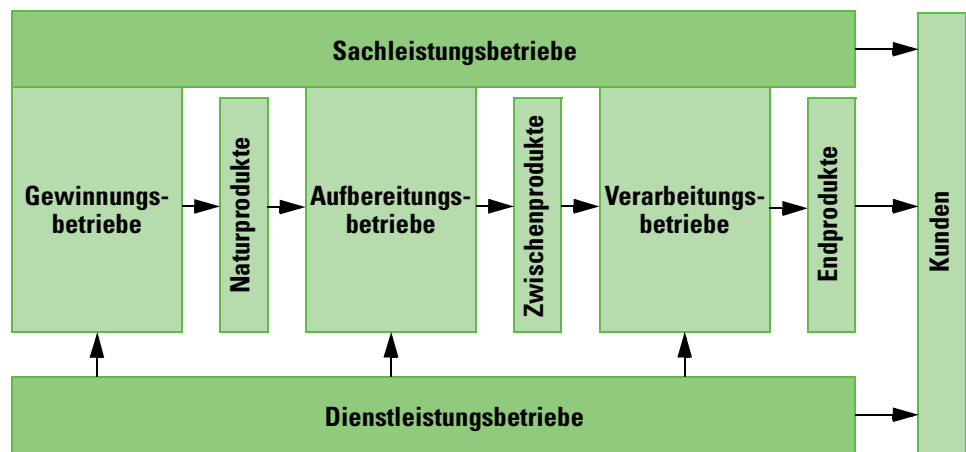 Sachleistungsbetriebe
Gewinnungs-
betriebe
Naturprodukte
Aufbereitungs-
betriebe
Zwischenprodukte
Verarbeitungs-
betriebe
Endprodukte
Kunden
Dienstleistungsbetriebe